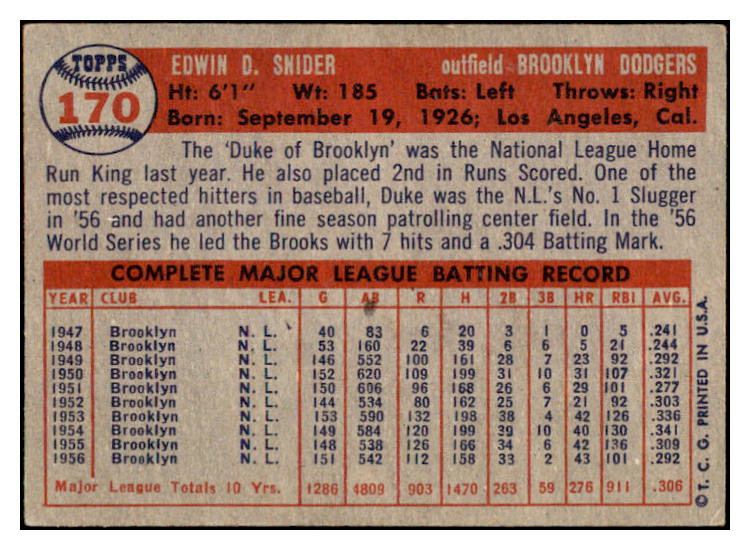 TOPPS
170
EDWIN D. SNIDER outfield BROOKLYN DODGERS
Ht: 6'1" Wt: 185 Bats: Left Throws: Right
Born: September 19, 1926; Los Angeles, Cal.
The 'Duke of Brooklyn' was the National League Home
Run King last year. He also placed 2nd in Runs Scored. One of the
most respected hitters in baseball, Duke was the N.L.'s No. 1 Slugger
in '56 and had another fine season patrolling center field. In the '56
World Series he led the Brooks with 7 hits and a .304 Batting Mark.
COMPLETE MAJOR LEAGUE BATTING RECORD
YEAR CLUB LEA. G AB R H 2B 3B HR RBI AVG.
1947 Brooklyn N. L. 40 83 6 20 3 1 0 5 .241
1948 Brooklyn N. L. 53 160 22 39 6 6 5 21 .244
1949 Brooklyn N. L. 146 552 100 161 28 7 23 92 .292
1950 Brooklyn N. L. 152 620 109 199 31 10 31 107 .321
1951 Brooklyn N. L. 150 606 96 168 26 6 29 101 .277
1952 Brooklyn N. L. 144 534 80 162 25 7 21 92 .303
1953 Brooklyn N. L. 153 590 132 198 38 4 42 126 .336
1954 Brooklyn N. L. 149 584 120 199 39 10 40 130 .341
1955 Brooklyn N. L. 148 538 126 166 34 6 42 136 .309
1956 Brooklyn N. L. 151 542 112 158 33 2 43 101 .292
Major League Totals 10 Yrs. 1286 4809 903 1470 263 59 276 911 .306
© T. C. G. PRINTED IN U.S.A.